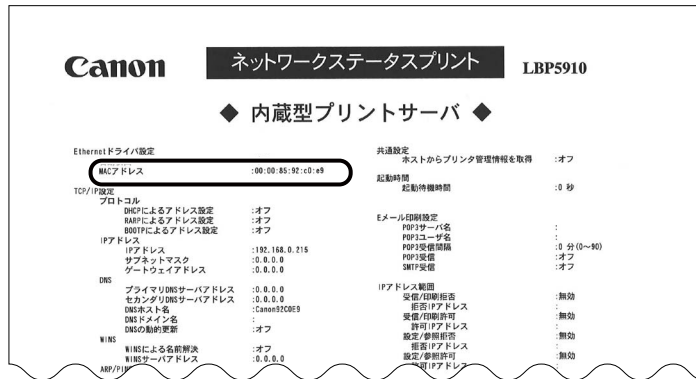 Canon
ネットワークステータスプリント
LBP5910
◆ 内蔵型プリントサーバ ◆
Ethernetドライバ設定
MACアドレス :00:00:85:92:c0:e9
TCP/IP設定
プロトコル
DHCPによるアドレス設定 :オフ
RARPによるアドレス設定 :オフ
BOOTPによるアドレス設定 :オフ
IPアドレス
IPアドレス :192.168.0.215
サブネットマスク :0.0.0.0
ゲートウェイアドレス :0.0.0.0
DNS
プライマリDNSサーバアドレス :0.0.0.0
セカンダリDNSサーバアドレス :0.0.0.0
DNSホスト名 :Canon92C0E9
DNSドメイン名 :
DNSの動的更新 :オフ
WINS
WINSによる名前解決 :オフ
WINSサーバアドレス :0.0.0.0
共通設定
ホストからプリンタ管理情報を取得 :オフ
起動時間
起動待機時間 :0 秒
Eメール印刷設定
POP3サーバ名 :
POP3ユーザ名 :
POP3受信間隔 :0 分(0~90)
POP3受信 :オフ
SMTP受信 :オフ
IPアドレス範囲
受信/印刷拒否 :無効
拒否IPアドレス :
受信/印刷許可 :無効
許可IPアドレス :
設定/参照拒否 :無効
拒否IPアドレス :
設定/参照許可 :無効
許可IPアドレス :